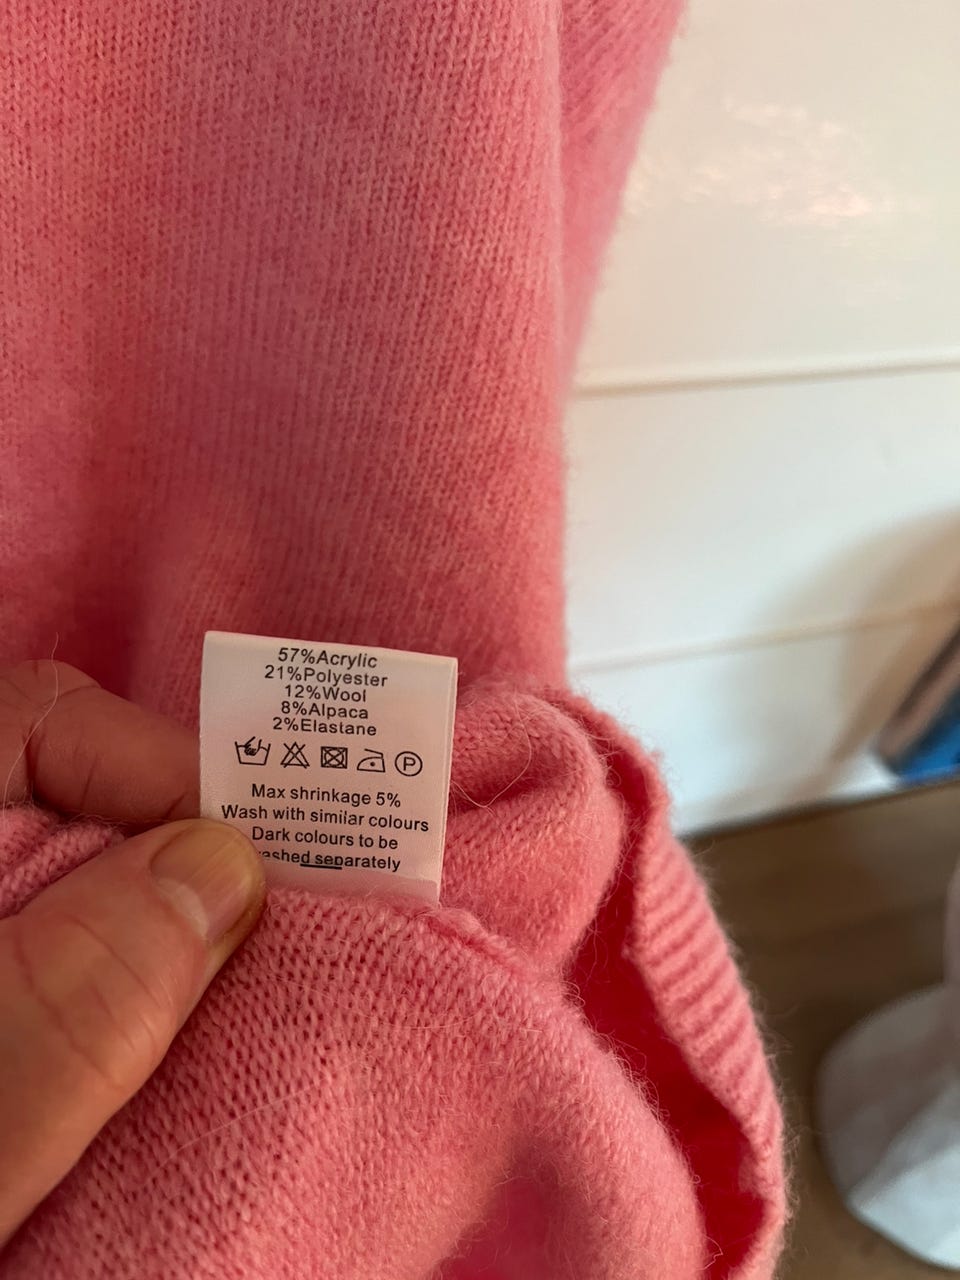 57%Acrylic
21%Polyester
12%Wool
8%Alpaca
2%Elastane
P
Max shrinkage 5%
Wash with similar colours
Dark colours to be
separately